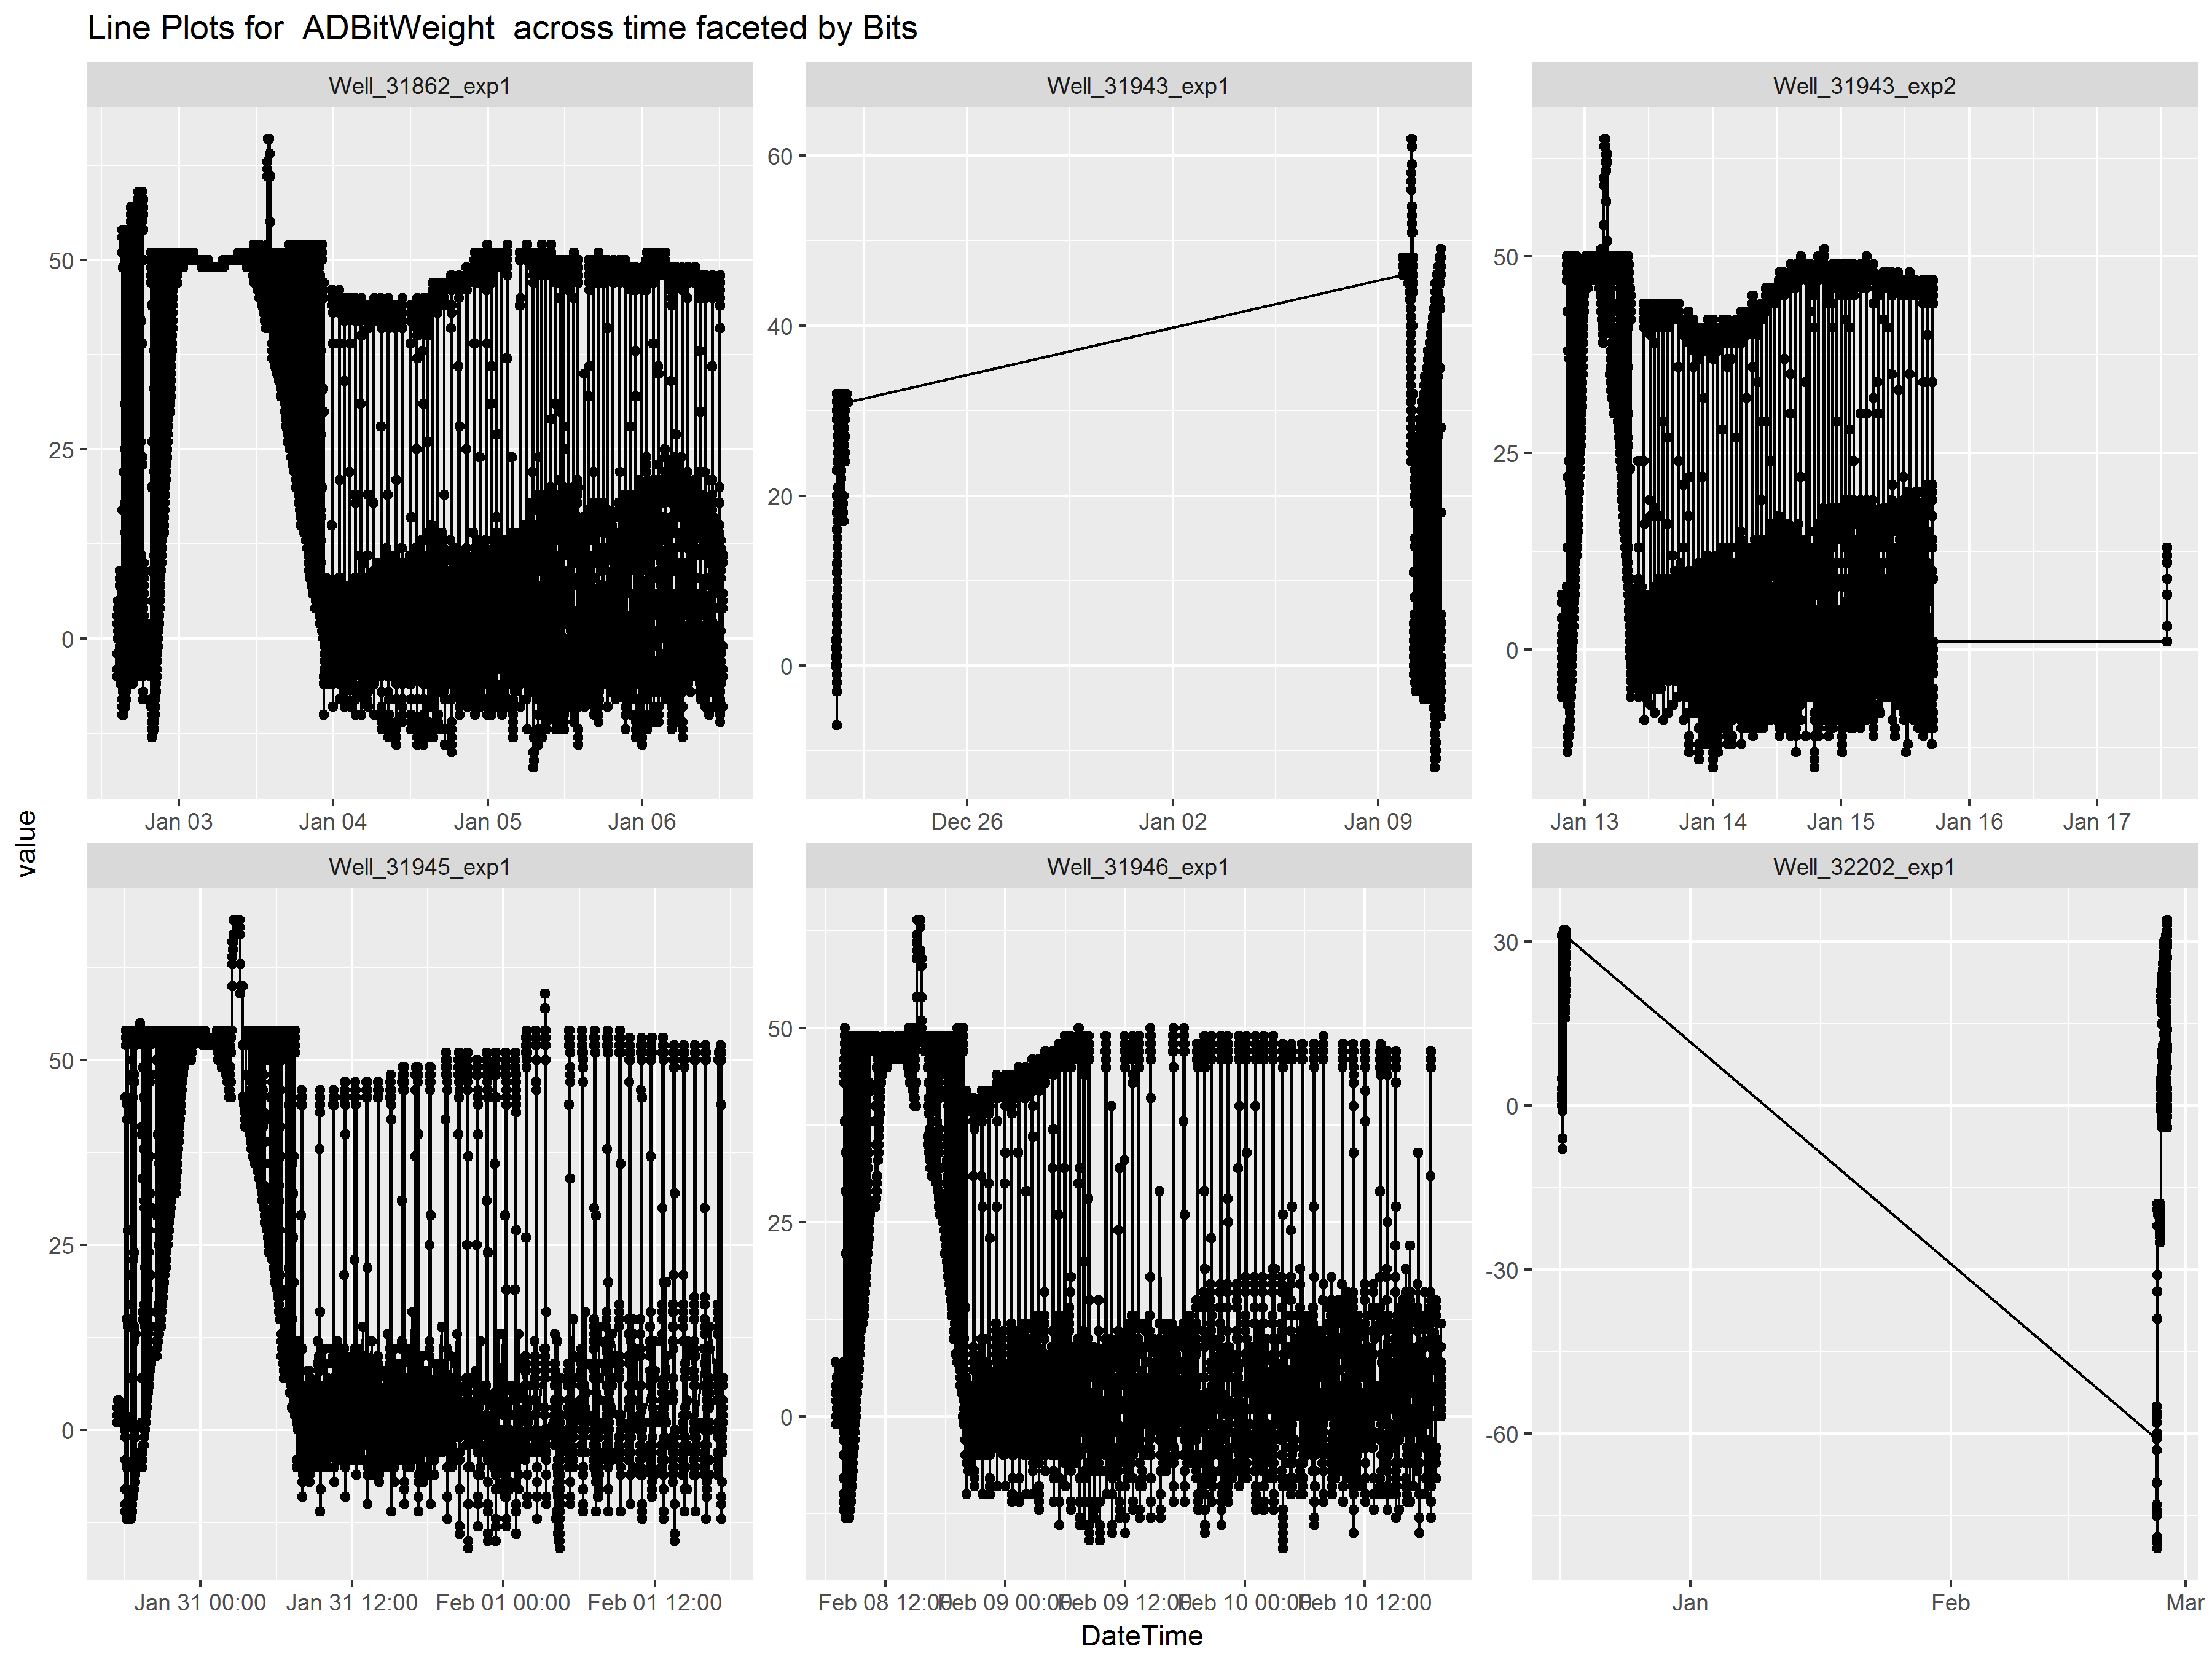 Line Plots for  ADBitWeight  across time faceted by Bits
Well_31862_exp1
Well_31943_exp1
Well_31943_exp2
50
25
0
Jan 03 Jan 04 Jan 05 Jan 06
60
40
20
0
Dec 26 Jan 02 Jan 09
50
25
0
Jan 13 Jan 14 Jan 15 Jan 16 Jan 17
value
Well_31945_exp1
Well_31946_exp1
Well_32202_exp1
50
25
0
Jan 31 00:00 Jan 31 12:00 Feb 01 00:00 Feb 01 12:00
50
25
0
Feb 08 12:00 Feb 09 00:00 Feb 09 12:00 Feb 10 00:00 Feb 10 12:00
30
0
-30
-60
Jan Feb Mar
DateTime